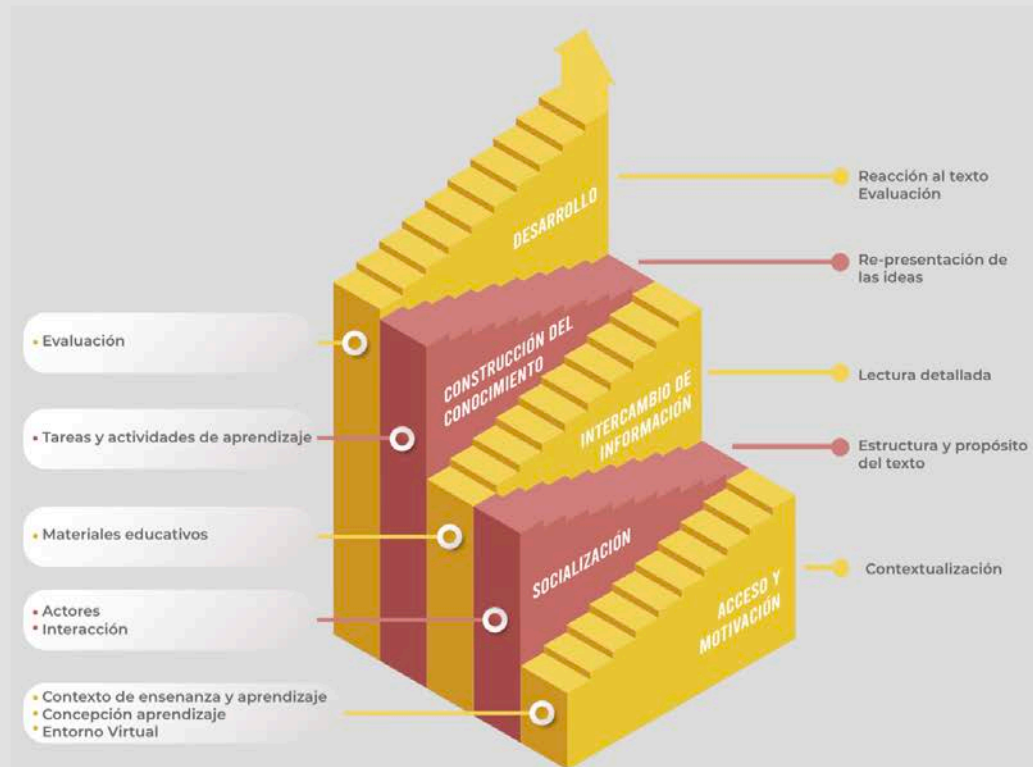 Reacción al texto
Evaluación
DESARROLLO
Re-presentación de
las ideas
• Evaluación
CONSTRUCCIÓN DEL
CONOCIMIENTO
Lectura detallada
• Tareas y actividades de aprendizaje
INTERCAMBIO DE
INFORMACIÓN
Estructura y propósito
del texto
• Materiales educativos
SOCIALIZACIÓN
Contextualización
• Actores
• Interacción
ACCESO Y
MOTIVACIÓN
• Contexto de ensenanza y aprendizaje
• Concepción aprendizaje
• Entorno Virtual